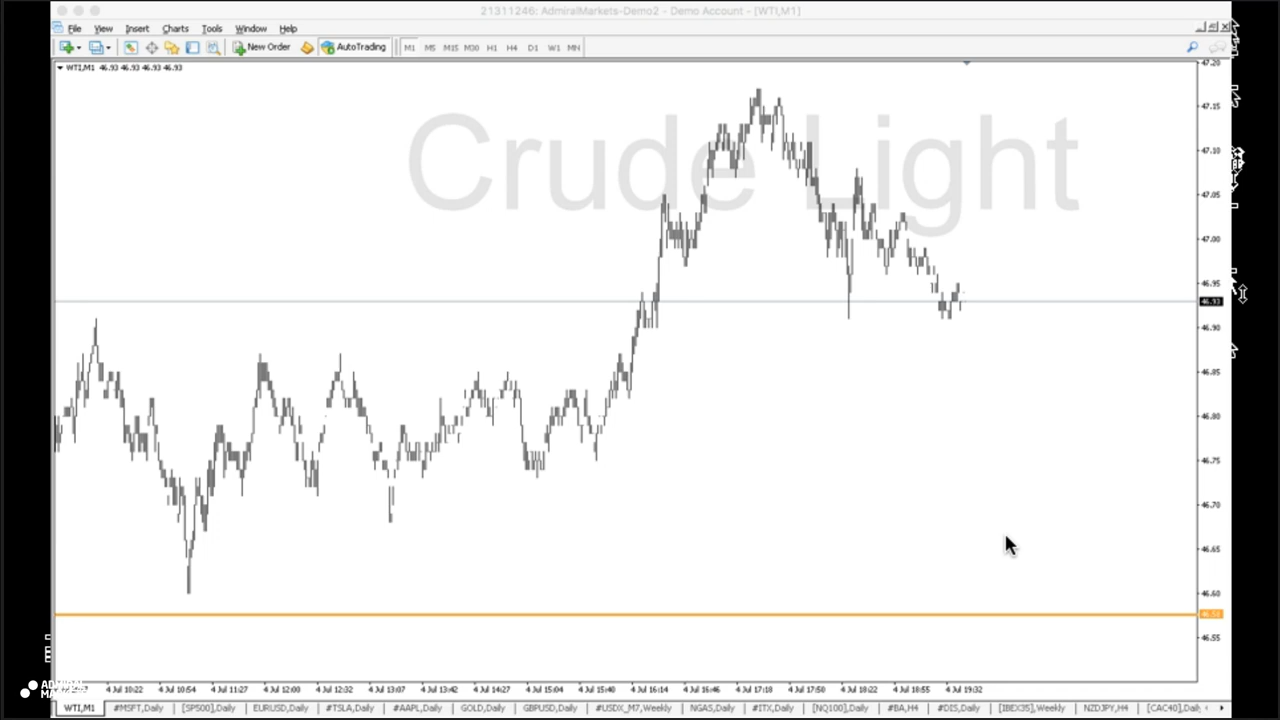 21311246: AdmiralMarkets-Demo2 - Demo Account - [WTI,M1]
File View Insert Charts Tools Window Help
New Order AutoTrading M1 M5 M15 M30 H1 H4 D1 W1 MN
WTI,M1 46.93 46.93 46.93 46.93
Crude Light
47.20
47.15
47.10
47.05
47.00
46.95
46.93
46.90
46.85
46.80
46.75
46.70
46.65
46.60
46.55
4 Jul 10:22 4 Jul 10:54 4 Jul 11:27 4 Jul 12:00 4 Jul 12:32 4 Jul 13:07 4 Jul 13:42 4 Jul 14:27 4 Jul 15:04 4 Jul 15:40 4 Jul 16:14 4 Jul 16:46 4 Jul 17:18 4 Jul 17:50 4 Jul 18:22 4 Jul 18:55 4 Jul 19:32
WTI,M1 #MSFT,Daily [SP500],Daily EURUSD,Daily #TSLA,Daily #AAPL,Daily GOLD,Daily GBPUSD,Daily #USDX_M7,Weekly NGAS,Daily #ITX,Daily [NQ100],Daily #BA,H4 #DIS,Daily [IBEX35],Weekly NZDJPY,H4 [CAC40],Daily